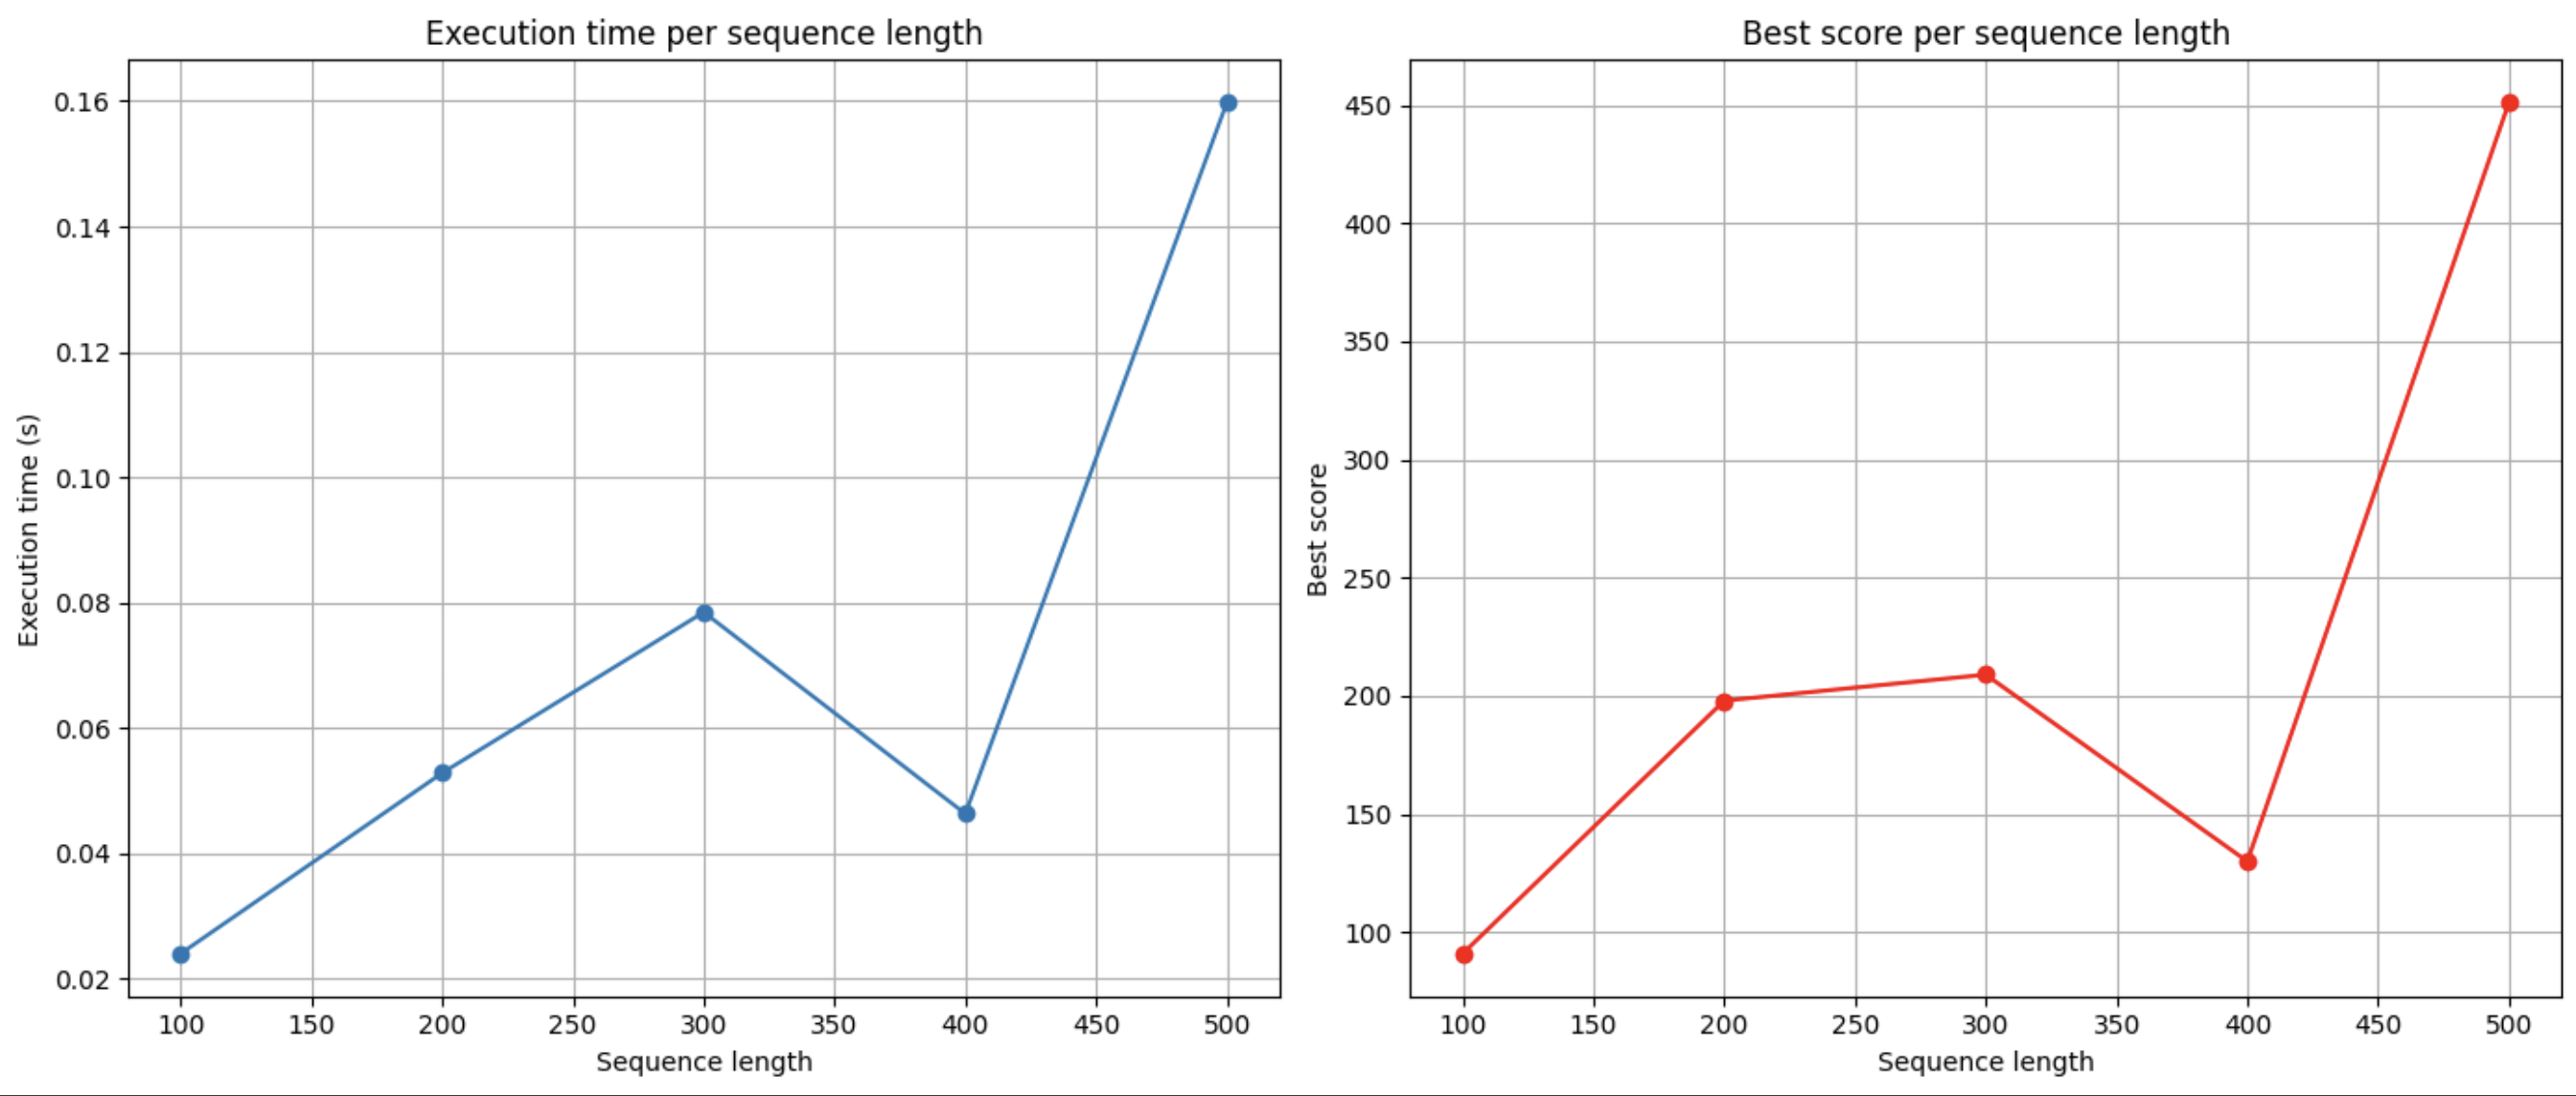 Execution time per sequence length
0.16
0.14
0.12
0.10
0.08
0.06
0.04
0.02
Execution time (s)
100 150 200 250 300 350 400 450 500
Sequence length
Best score per sequence length
450
400
350
300
250
200
150
100
Best score
100 150 200 250 300 350 400 450 500
Sequence length